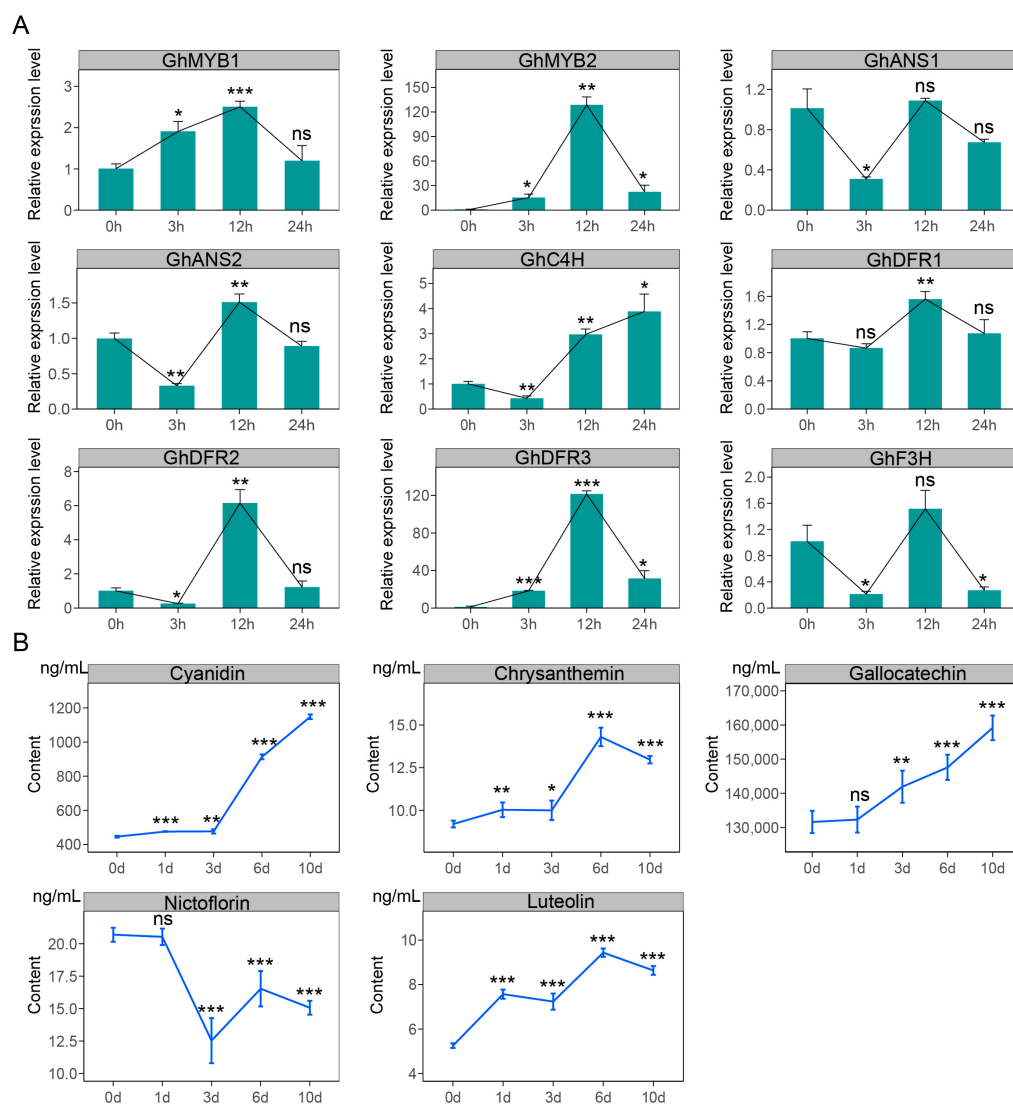 A
GhMYB1
Relative exprssion level
3
2
1
0
*
***
ns
0h 3h 12h 24h
GhMYB2
Relative exprssion level
150
120
90
60
30
0
*
**
*
0h 3h 12h 24h
GhANS1
Relative exprssion level
1.2
0.8
0.4
0.0
*
ns
ns
0h 3h 12h 24h
GhANS2
Relative exprssion level
1.5
1.0
0.5
0.0
**
**
ns
0h 3h 12h 24h
GhC4H
Relative exprssion level
5
4
3
2
1
0
**
**
*
0h 3h 12h 24h
GhDFR1
Relative exprssion level
1.6
1.2
0.8
0.4
0.0
ns
**
ns
0h 3h 12h 24h
GhDFR2
Relative exprssion level
8
6
4
2
0
*
**
ns
0h 3h 12h 24h
GhDFR3
Relative exprssion level
120
80
40
0
***
***
*
0h 3h 12h 24h
GhF3H
Relative exprssion level
2.0
1.6
1.2
0.8
0.4
0.0
*
ns
*
0h 3h 12h 24h
B
ng/mL
Cyanidin
Content
1200
1000
800
600
400
***
**
***
***
0d 1d 3d 6d 10d
ng/mL
Chrysanthemin
Content
15.0
12.5
10.0
**
*
***
***
0d 1d 3d 6d 10d
ng/mL
Gallocatechin
Content
170,000
160,000
150,000
140,000
130,000
ns
**
***
***
0d 1d 3d 6d 10d
ng/mL
Nictoflorin
Content
20.0
17.5
15.0
12.5
10.0
ns
***
***
***
0d 1d 3d 6d 10d
ng/mL
Luteolin
Content
10
8
6
4
***
***
***
***
0d 1d 3d 6d 10d